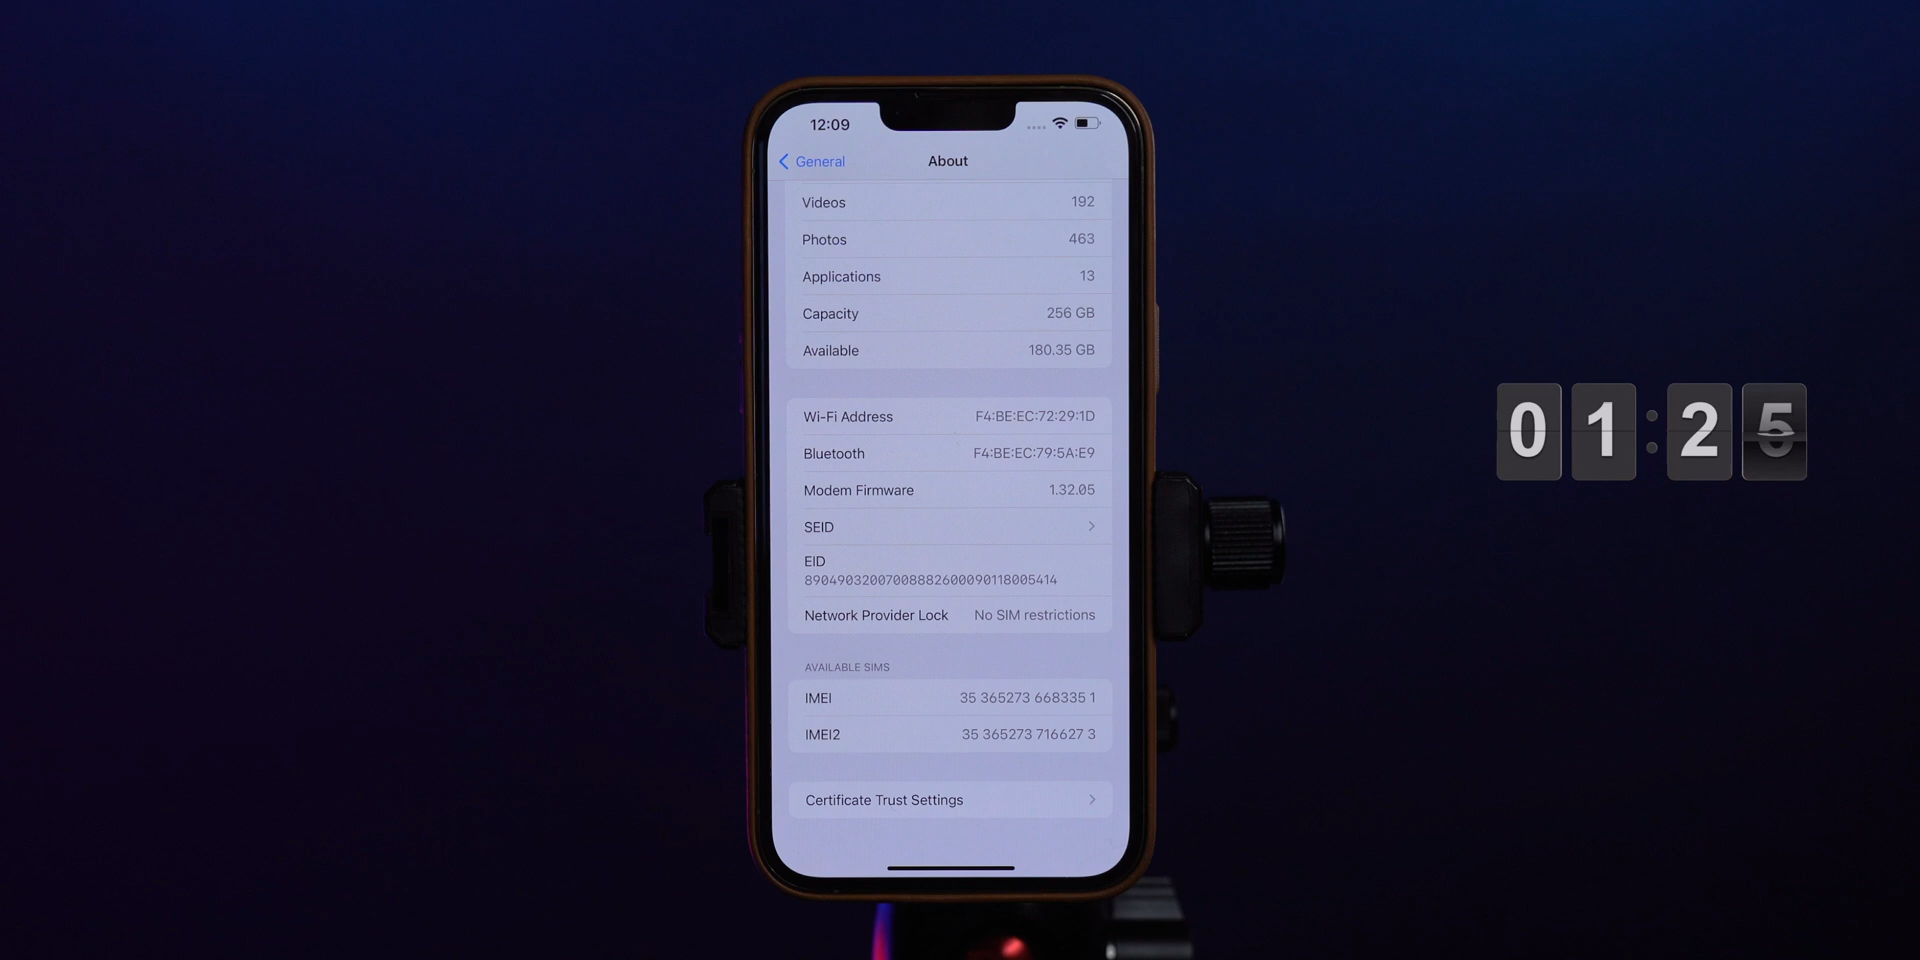 12:09
General
About
Videos 192
Photos 463
Applications 13
Capacity 256 GB
Available 180.35 GB
Wi-Fi Address F4:BE:EC:72:29:1D
Bluetooth F4:BE:EC:79:5A:E9
Modem Firmware 1.32.05
SEID
EID
89049032007008882600090118005414
Network Provider Lock No SIM restrictions
AVAILABLE SIMS
IMEI 35 365273 668335 1
IMEI2 35 365273 716627 3
Certificate Trust Settings
01:2